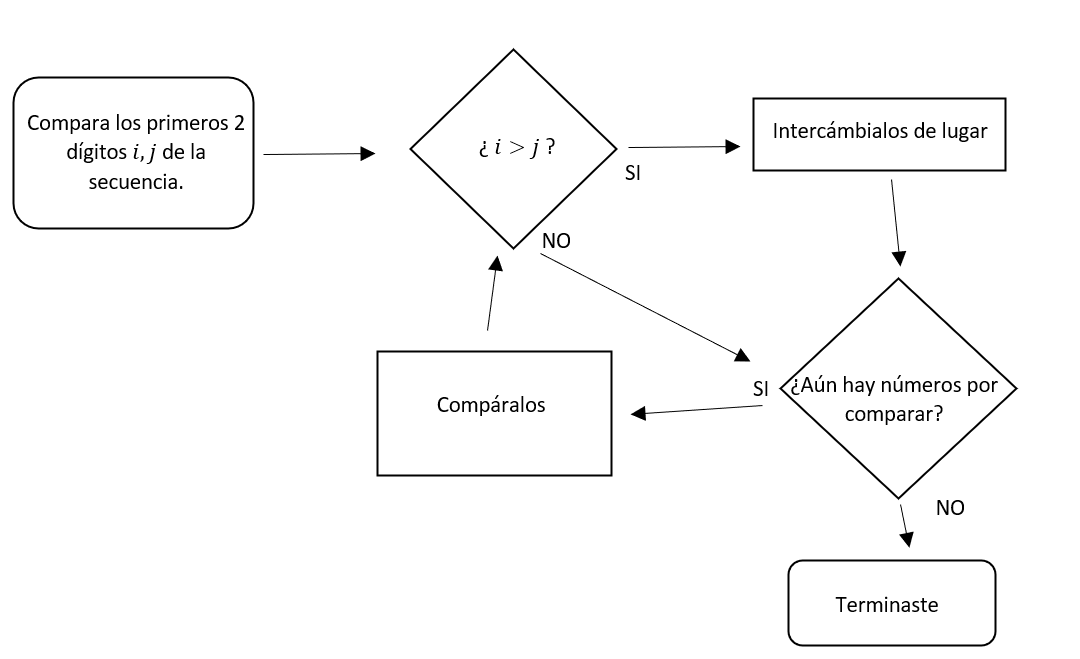 Compara los primeros 2
dígitos i, j de la
secuencia.
¿ i > j ?
SI
Intercámbialos de lugar
NO
¿Aún hay números por
comparar?
SI
Compáralos
NO
Terminaste